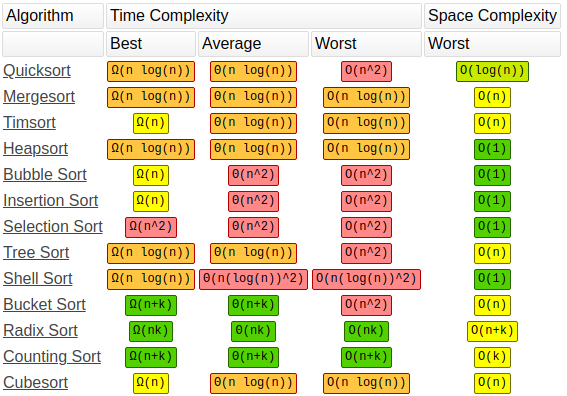 Algorithm Time Complexity Space Complexity
Best Average Worst Worst
Quicksort Ω(n log(n)) Θ(n log(n)) O(n^2) O(log(n))
Mergesort Ω(n log(n)) Θ(n log(n)) O(n log(n)) O(n)
Timsort Ω(n) Θ(n log(n)) O(n log(n)) O(n)
Heapsort Ω(n log(n)) Θ(n log(n)) O(n log(n)) O(1)
Bubble Sort Ω(n) Θ(n^2) O(n^2) O(1)
Insertion Sort Ω(n) Θ(n^2) O(n^2) O(1)
Selection Sort Ω(n^2) Θ(n^2) O(n^2) O(1)
Tree Sort Ω(n log(n)) Θ(n log(n)) O(n^2) O(n)
Shell Sort Ω(n log(n)) Θ(n(log(n))^2) O(n(log(n))^2) O(1)
Bucket Sort Ω(n+k) Θ(n+k) O(n^2) O(n)
Radix Sort Ω(nk) Θ(nk) O(nk) O(n+k)
Counting Sort Ω(n+k) Θ(n+k) O(n+k) O(k)
Cubesort Ω(n) Θ(n log(n)) O(n log(n)) O(n)